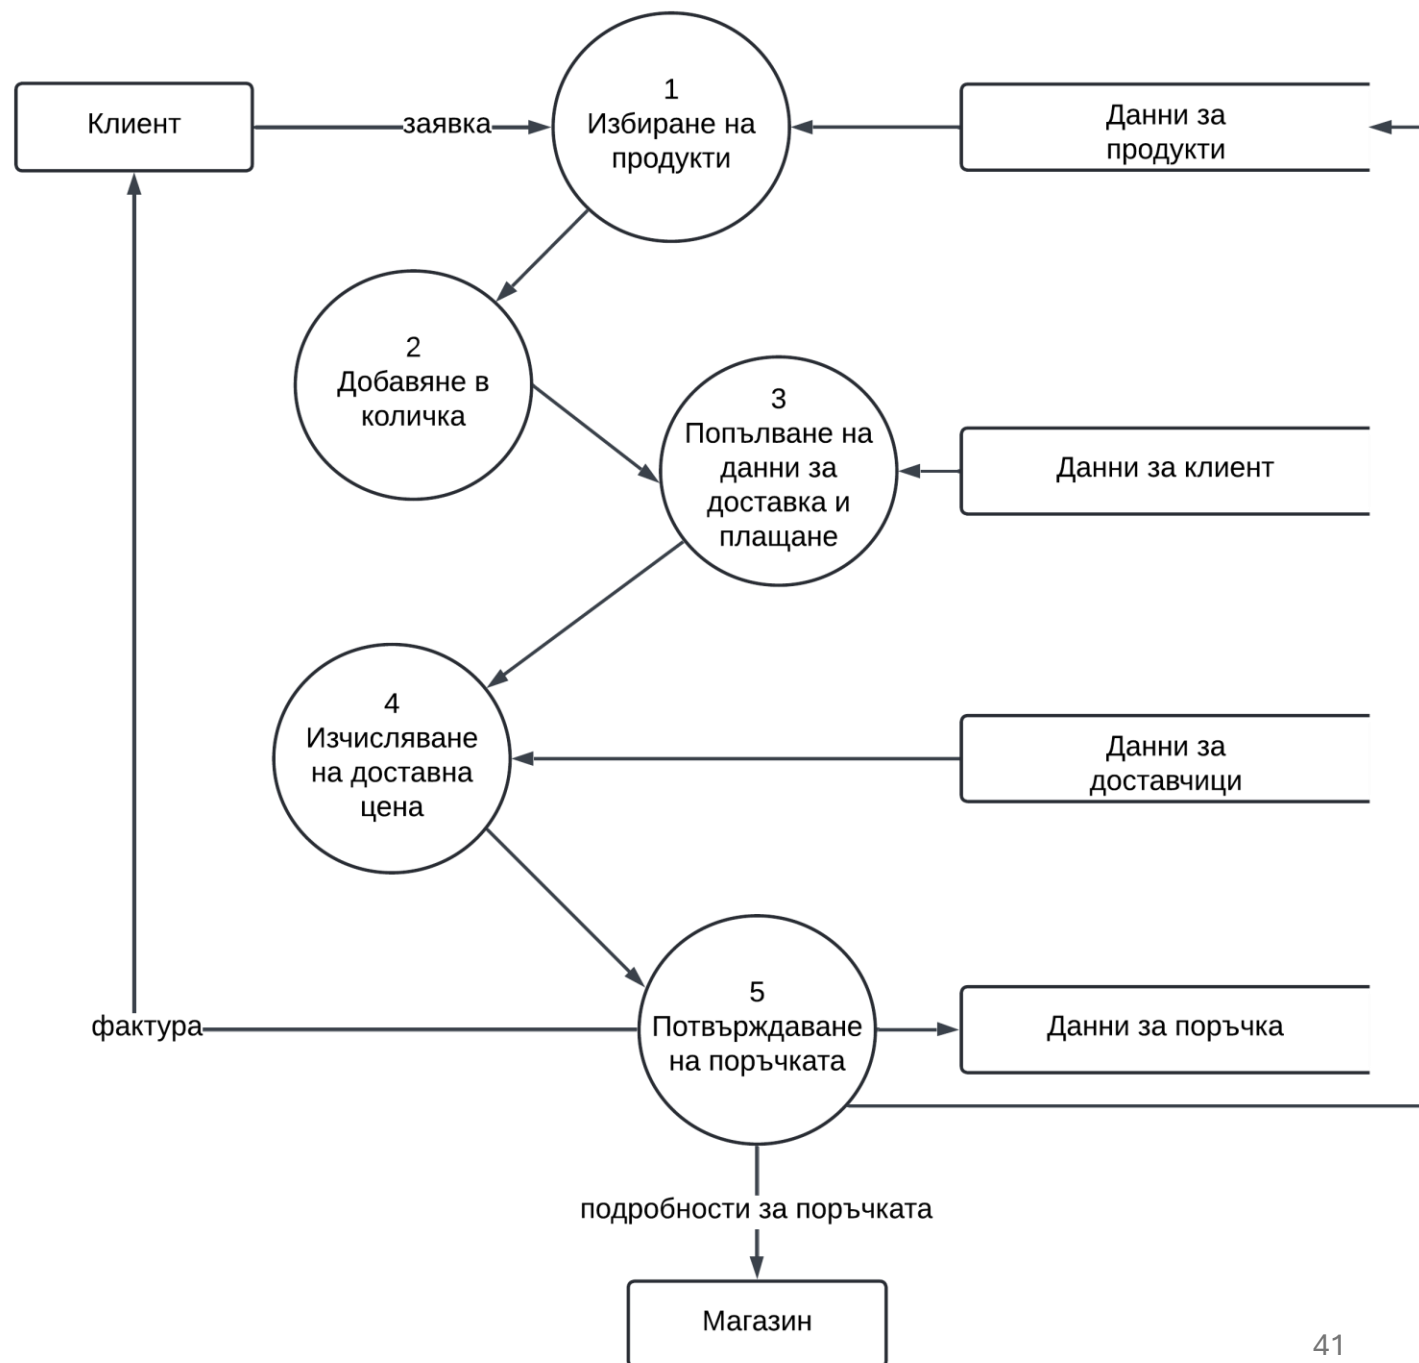 1
Избиране на
продукти
Клиент
заявка
Данни за
продукти
2
Добавяне в
количка
3
Попълване на
данни за
доставка и
плащане
Данни за клиент
4
Изчисляване
на доставна
цена
Данни за
доставчици
5
Потвърждаване
на поръчката
фактура
Данни за поръчка
подробности за поръчката
Магазин
41